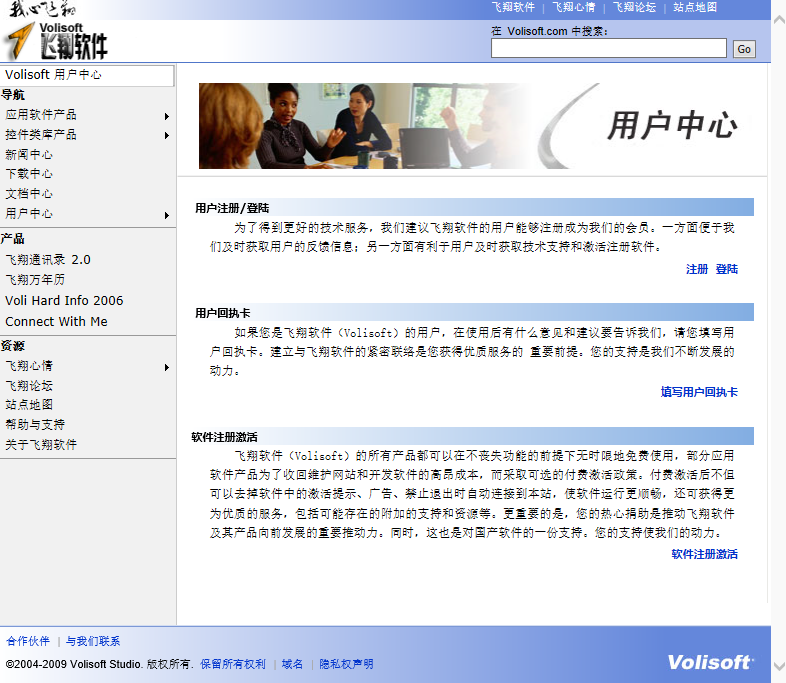 我心飞翔
飞翔软件 | 飞翔心情 | 飞翔论坛 | 站点地图
Volisoft
飞翔软件
在 Volisoft.com 中搜索:
Go
Volisoft 用户中心
导航
应用软件产品
控件类库产品
新闻中心
下载中心
文档中心
用户中心
产品
飞翔通讯录 2.0
飞翔万年历
Voli Hard Info 2006
Connect With Me
资源
飞翔心情
飞翔论坛
站点地图
帮助与支持
关于飞翔软件
用户中心
用户注册/登陆
为了得到更好的技术服务，我们建议飞翔软件的用户能够注册成为我们的会员。一方面便于我
们及时获取用户的反馈信息；另一方面有利于用户及时获取技术支持和激活注册软件。
注册 登陆
用户回执卡
如果您是飞翔软件（Volisoft）的用户，在使用后有什么意见和建议要告诉我们，请您填写用
户回执卡。建立与飞翔软件的紧密联络是您获得优质服务的 重要前提。您的支持是我们不断发展的
动力。
填写用户回执卡
软件注册激活
飞翔软件（Volisoft）的所有产品都可以在不丧失功能的前提下无时限地免费使用，部分应用
软件产品为了收回维护网站和开发软件的高昂成本，而采取可选的付费激活政策。付费激活后不但
可以去掉软件中的激活提示、广告、禁止退出时自动连接到本站，使软件运行更顺畅，还可获得更
为优质的服务，包括可能存在的附加的支持和资源等。更重要的是，您的热心捐助是推动飞翔软件
及其产品向前发展的重要推动力。同时，这也是对国产软件的一份支持。您的支持使我们的动力。
软件注册激活
合作伙伴 | 与我们联系
©2004-2009 Volisoft Studio. 版权所有. 保留所有权利 | 域名 | 隐私权声明
Volisoft